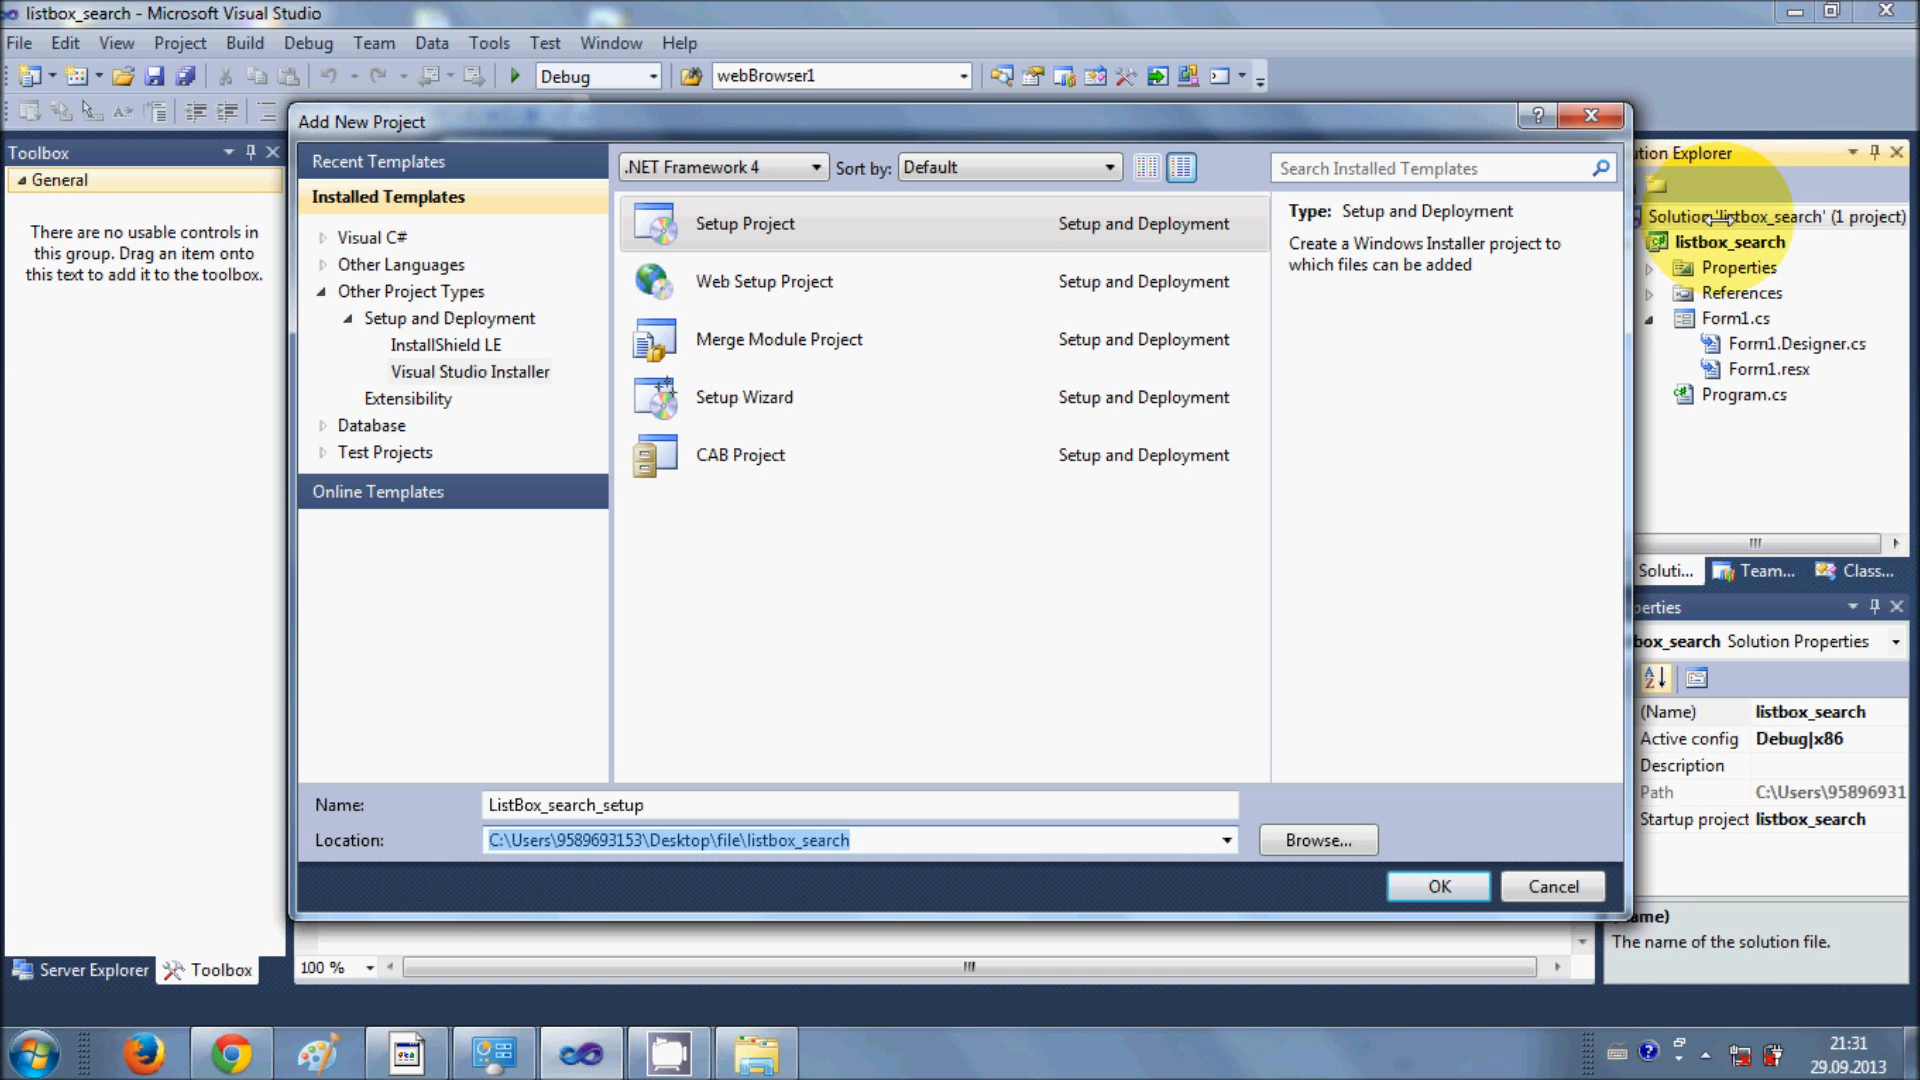 listbox_search - Microsoft Visual Studio
File Edit View Project Build Debug Team Data Tools Test Window Help
Debug webBrowser1
Toolbox
General
There are no usable controls in
this group. Drag an item onto
this text to add it to the toolbox.
Server Explorer Toolbox
Add New Project
Recent Templates
Installed Templates
Visual C#
Other Languages
Other Project Types
Setup and Deployment
InstallShield LE
Visual Studio Installer
Extensibility
Database
Test Projects
Online Templates
.NET Framework 4 Sort by: Default
Search Installed Templates
Setup Project Setup and Deployment
Web Setup Project Setup and Deployment
Merge Module Project Setup and Deployment
Setup Wizard Setup and Deployment
CAB Project Setup and Deployment
Type: Setup and Deployment
Create a Windows Installer project to
which files can be added
Name: ListBox_search_setup
Location: C:\Users\9589693153\Desktop\file\listbox_search
Browse...
OK Cancel
100 %
ution Explorer
Solution 'listbox_search' (1 project)
listbox_search
Properties
References
Form1.cs
Form1.Designer.cs
Form1.resx
Program.cs
Soluti... Team... Class...
perties
box_search Solution Properties
(Name) listbox_search
Active config Debug|x86
Description
Path C:\Users\95896931
Startup project listbox_search
ame)
The name of the solution file.
21:31
29.09.2013